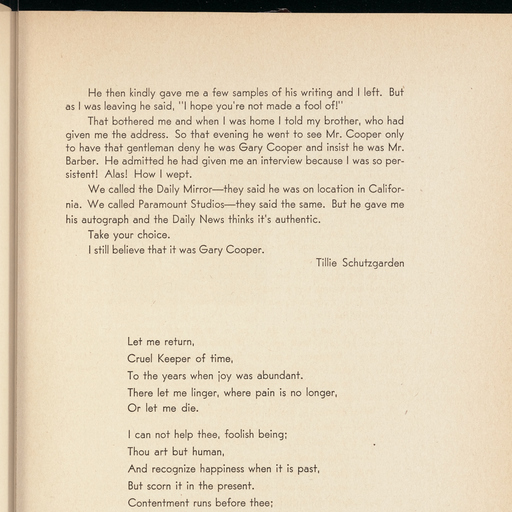 He then kindly gave me a few samples of his writing and I left. But
as I was leaving he said, "I hope you're not made a fool of!"
That bothered me and when I was home I told my brother, who had
given me the address. So that evening he went to see Mr. Cooper only
to have that gentleman deny he was Gary Cooper and insist he was Mr.
Barber. He admitted he had given me an interview because I was so per-
sistent! Alas! How I wept.
We called the Daily Mirror—they said he was on location in Califor-
nia. We called Paramount Studios—they said the same. But he gave me
his autograph and the Daily News thinks it's authentic.
Take your choice.
I still believe that it was Gary Cooper.
Tillie Schutzgarden
Let me return,
Cruel Keeper of time,
To the years when joy was abundant.
There let me linger, where pain is no longer,
Or let me die.
I can not help thee, foolish being;
Thou art but human,
And recognize happiness when it is past,
But scorn it in the present.
Contentment runs before thee;